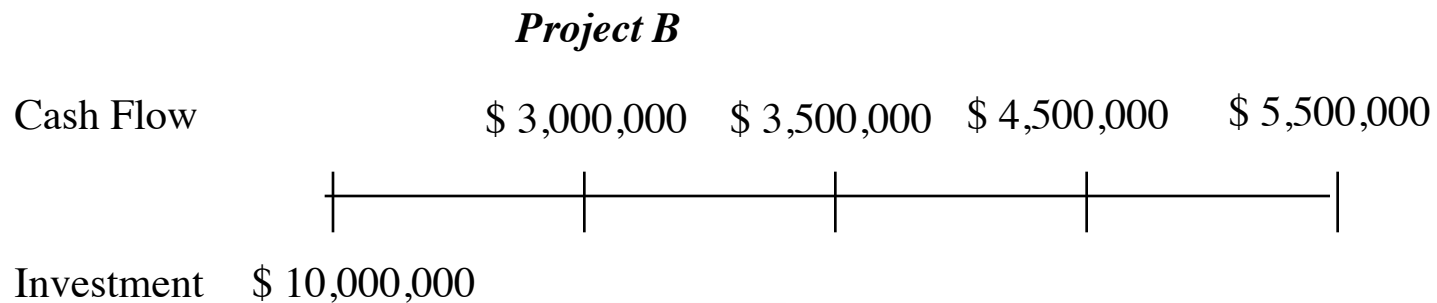 Project B
Cash Flow $ 3,000,000 $ 3,500,000 $ 4,500,000 $ 5,500,000
Investment $ 10,000,000